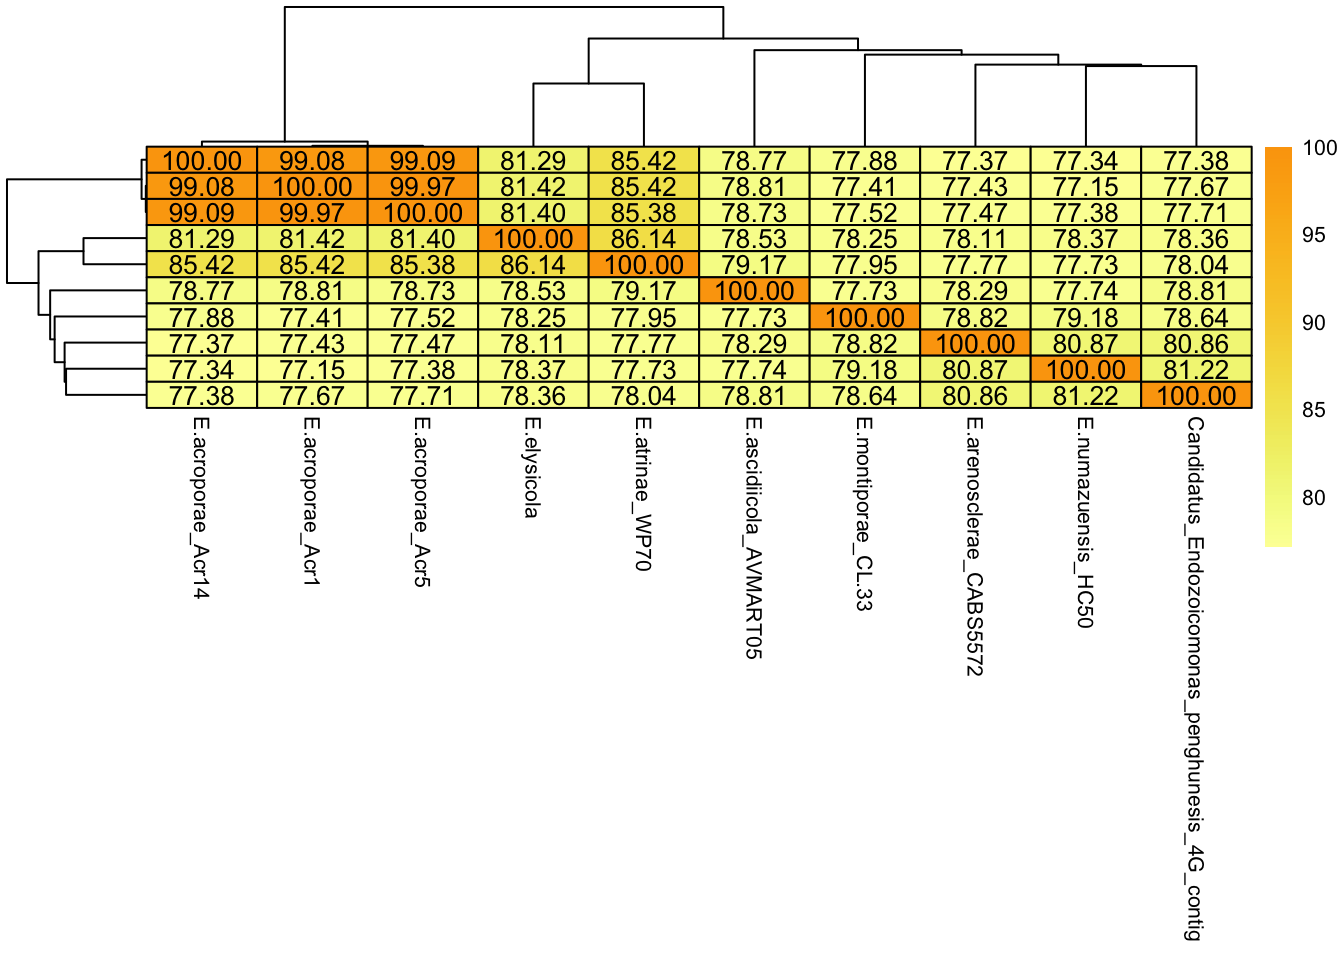 100.00 99.08 99.09 81.29 85.42 78.77 77.88 77.37 77.34 77.38
99.08 100.00 99.97 81.42 85.42 78.81 77.41 77.43 77.15 77.67
99.09 99.97 100.00 81.40 85.38 78.73 77.52 77.47 77.38 77.71
81.29 81.42 81.40 100.00 86.14 78.53 78.25 78.11 78.37 78.36
85.42 85.42 85.38 86.14 100.00 79.17 77.95 77.77 77.73 78.04
78.77 78.81 78.73 78.53 79.17 100.00 77.73 78.29 77.74 78.81
77.88 77.41 77.52 78.25 77.95 77.73 100.00 78.82 79.18 78.64
77.37 77.43 77.47 78.11 77.77 78.29 78.82 100.00 80.87 80.86
77.34 77.15 77.38 78.37 77.73 77.74 79.18 80.87 100.00 81.22
77.38 77.67 77.71 78.36 78.04 78.81 78.64 80.86 81.22 100.00
E.acroporae_Acr14
E.acroporae_Acr1
E.acroporae_Acr5
E.elysicola
E.atrinae_WP70
E.ascidiicola_AVMART05
E.montiporae_CL.33
E.arenosclerae_CABS5572
E.numazuensis_HC50
Candidatus_Endozoicomonas_penghunesis_4G_contig
100
95
90
85
80